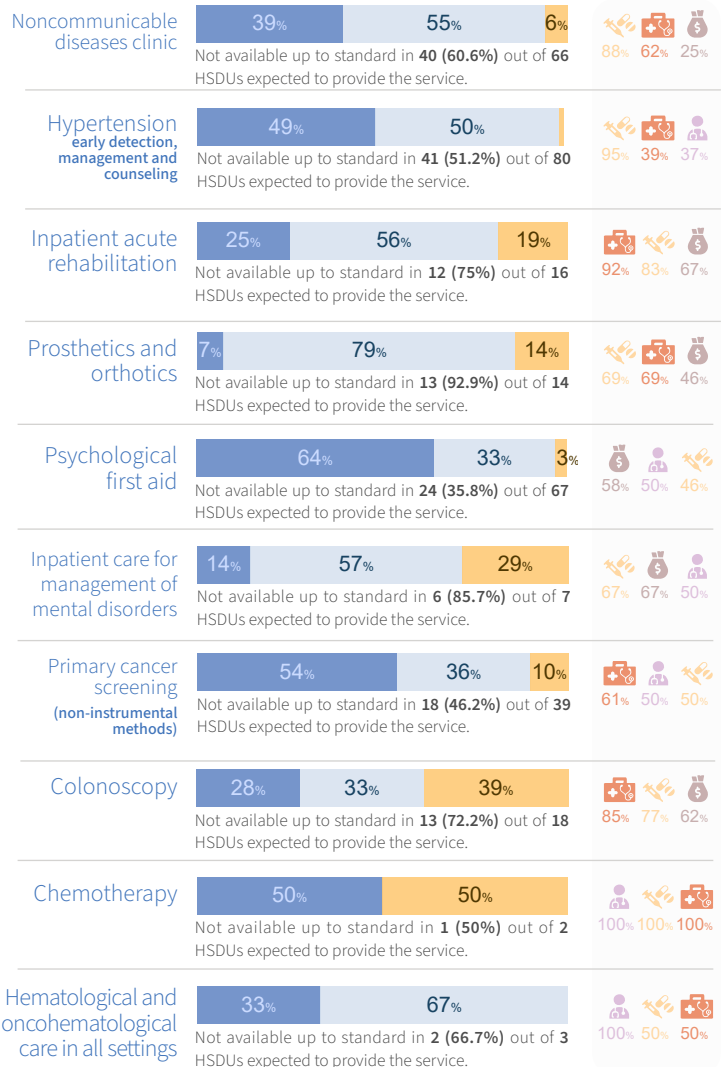 Noncommunicable
diseases clinic
39% 55% 6%
Not available up to standard in 40 (60.6%) out of 66
HSDUs expected to provide the service.
88% 62% 25%
Hypertension
early detection,
management and
counseling
49% 50%
Not available up to standard in 41 (51.2%) out of 80
HSDUs expected to provide the service.
95% 39% 37%
Inpatient acute
rehabilitation
25% 56% 19%
Not available up to standard in 12 (75%) out of 16
HSDUs expected to provide the service.
92% 83% 67%
Prosthetics and
orthotics
7% 79% 14%
Not available up to standard in 13 (92.9%) out of 14
HSDUs expected to provide the service.
69% 69% 46%
Psychological
first aid
64% 33% 3%
Not available up to standard in 24 (35.8%) out of 67
HSDUs expected to provide the service.
58% 50% 46%
Inpatient care for
management of
mental disorders
14% 57% 29%
Not available up to standard in 6 (85.7%) out of 7
HSDUs expected to provide the service.
67% 67% 50%
Primary cancer
screening
(non-instrumental
methods)
54% 36% 10%
Not available up to standard in 18 (46.2%) out of 39
HSDUs expected to provide the service.
61% 50% 50%
Colonoscopy
28% 33% 39%
Not available up to standard in 13 (72.2%) out of 18
HSDUs expected to provide the service.
85% 77% 62%
Chemotherapy
50% 50%
Not available up to standard in 1 (50%) out of 2
HSDUs expected to provide the service.
100% 100% 100%
Hematological and
oncohematological
care in all settings
33% 67%
Not available up to standard in 2 (66.7%) out of 3
HSDUs expected to provide the service.
100% 50% 50%